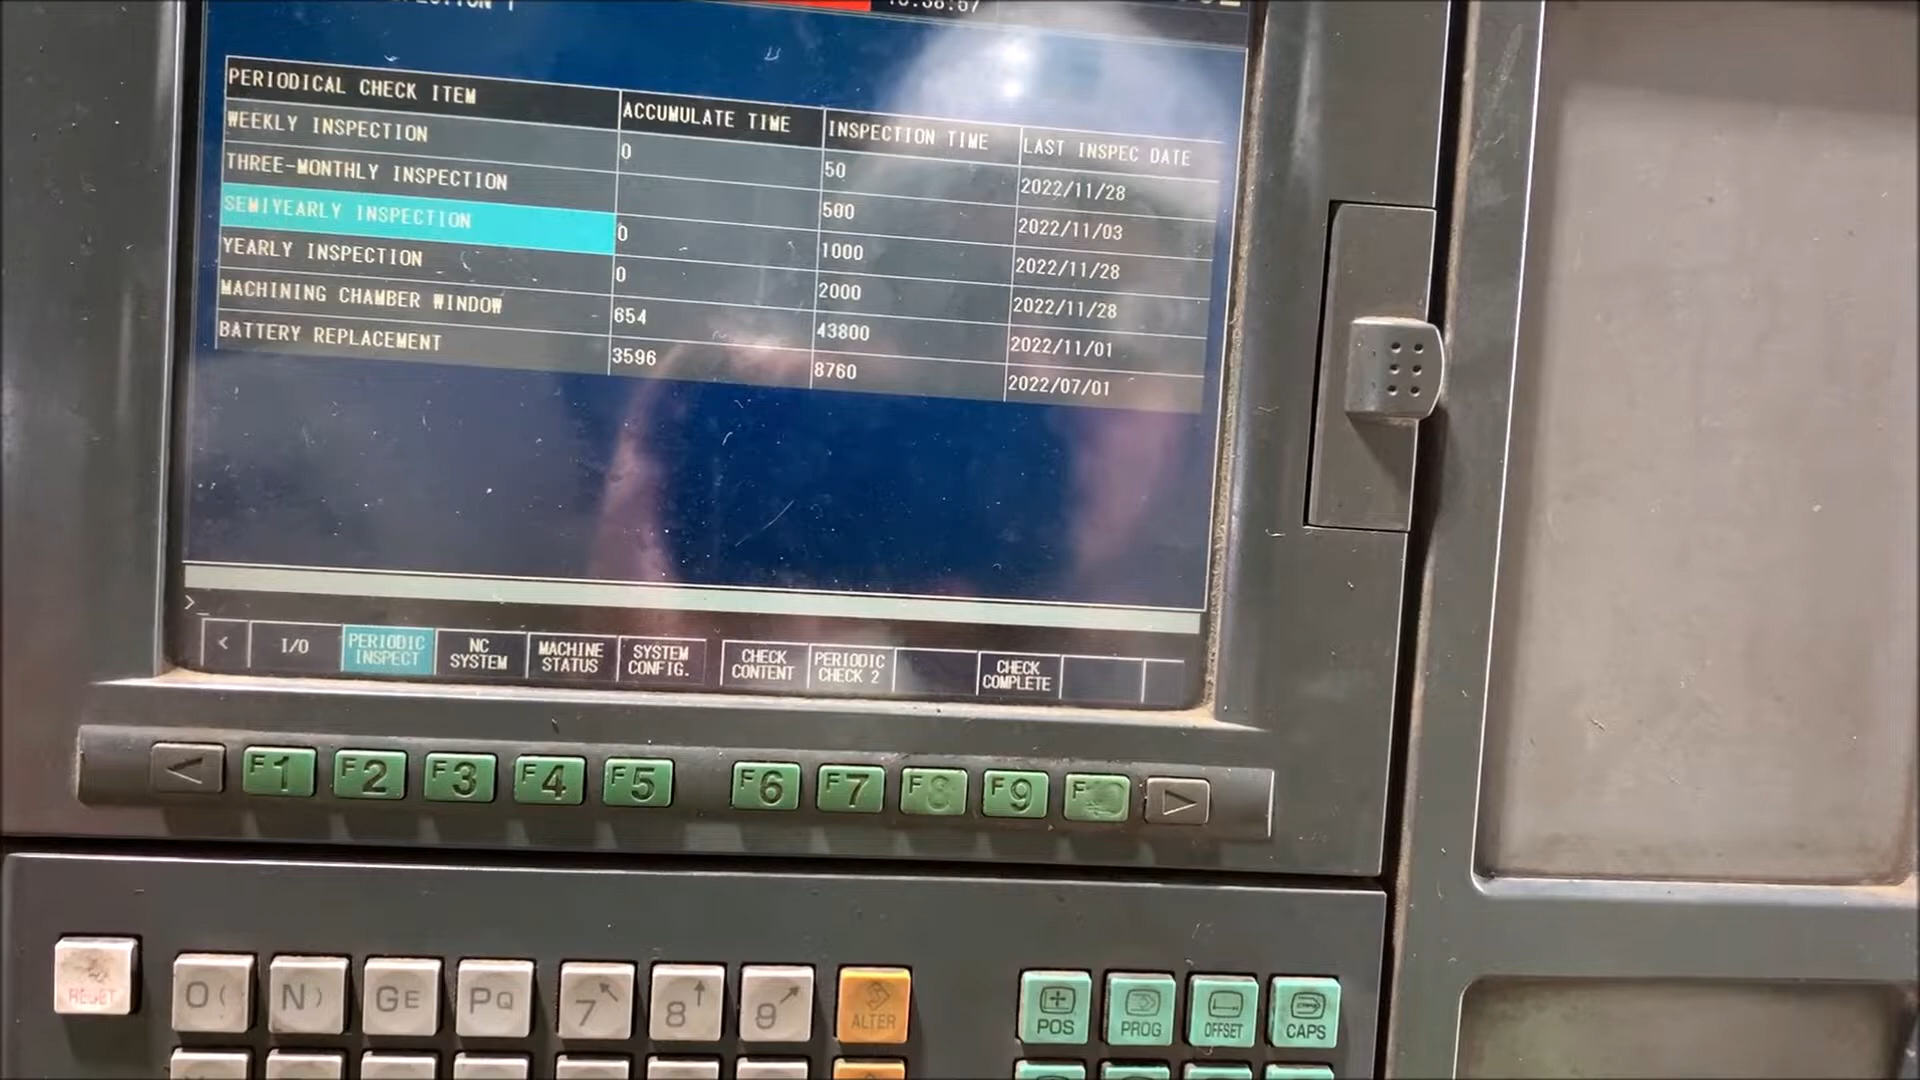 PERIODICAL CHECK ITEM ACCUMULATE TIME INSPECTION TIME LAST INSPEC DATE
WEEKLY INSPECTION 0 50 2022/11/28
THREE-MONTHLY INSPECTION 500 2022/11/03
SEMIYEARLY INSPECTION 0 1000 2022/11/28
YEARLY INSPECTION 0 2000 2022/11/28
MACHINING CHAMBER WINDOW 654 43800 2022/11/01
BATTERY REPLACEMENT 3596 8760 2022/07/01
>_
< I/O PERIODIC INSPECT NC SYSTEM MACHINE STATUS SYSTEM CONFIG. CHECK CONTENT PERIODIC CHECK 2 CHECK COMPLETE
F1 F2 F3 F4 F5 F6 F7 F8 F9 F
RESET O( N) GE PQ 7 8 9 ALTER POS PROG OFFSET CAPS